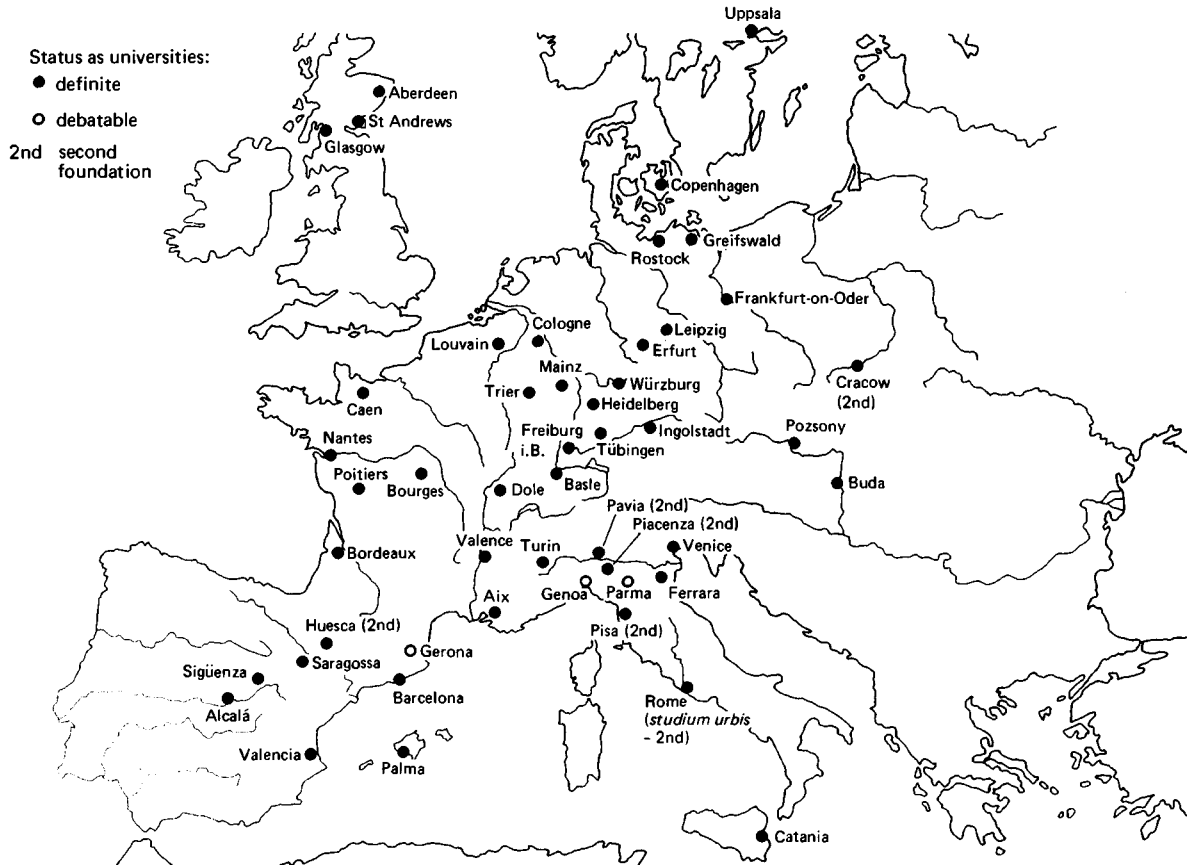 Uppsala
Status as universities:
definite
debatable
2nd second
foundation
Aberdeen
St Andrews
Glasgow
Copenhagen
Rostock
Greifswald
Frankfurt-on-Oder
Cologne
Leipzig
Louvain
Erfurt
Mainz
Trier
Würzburg
Cracow
(2nd)
Caen
Heidelberg
Nantes
Freiburg
i.B.
Tübingen
Ingolstadt
Pozsony
Poitiers
Bourges
Dole
Basle
Buda
Pavia (2nd)
Piacenza (2nd)
Bordeaux
Valence
Turin
Venice
Genoa
Parma
Ferrara
Aix
Pisa (2nd)
Huesca (2nd)
Gerona
Saragossa
Sigüenza
Barcelona
Alcalá
Rome
(studium urbis
– 2nd)
Valencia
Palma
Catania